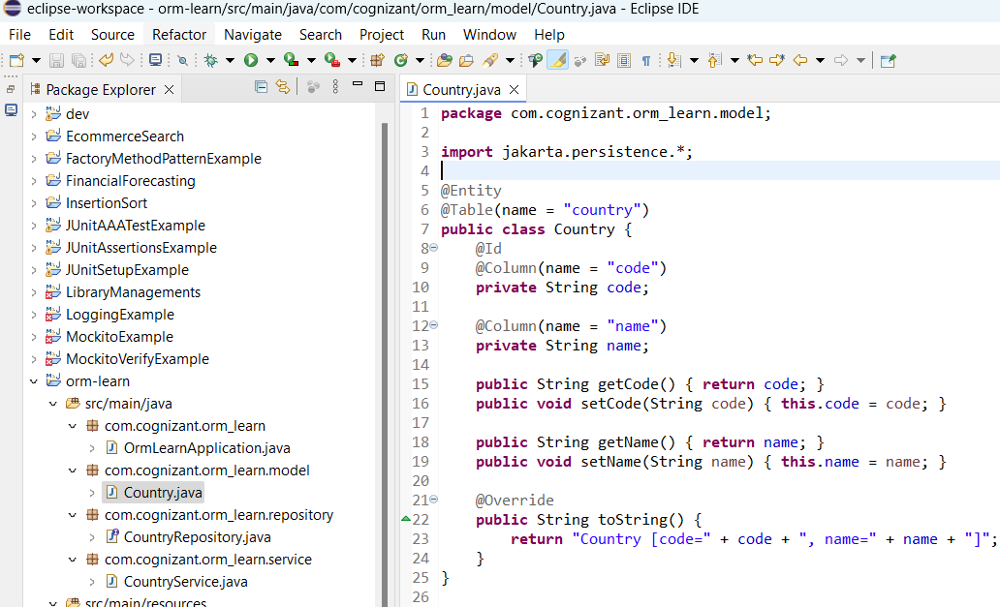 eclipse-workspace - orm-learn/src/main/java/com/cognizant/orm_learn/model/Country.java - Eclipse IDE
File Edit Source Refactor Navigate Search Project Run Window Help
Package Explorer
dev
EcommerceSearch
FactoryMethodPatternExample
FinancialForecasting
InsertionSort
JUnitAAATestExample
JUnitAssertionsExample
JUnitSetupExample
LibraryManagements
LoggingExample
MockitoExample
MockitoVerifyExample
orm-learn
src/main/java
com.cognizant.orm_learn
OrmLearnApplication.java
com.cognizant.orm_learn.model
Country.java
com.cognizant.orm_learn.repository
CountryRepository.java
com.cognizant.orm_learn.service
CountryService.java
src/main/resources
Country.java
1 package com.cognizant.orm_learn.model;
2
3 import jakarta.persistence.*;
4
5 @Entity
6 @Table(name = "country")
7 public class Country {
8 @Id
9 @Column(name = "code")
10 private String code;
11
12 @Column(name = "name")
13 private String name;
14
15 public String getCode() { return code; }
16 public void setCode(String code) { this.code = code; }
17
18 public String getName() { return name; }
19 public void setName(String name) { this.name = name; }
20
21 @Override
22 public String toString() {
23 return "Country [code=" + code + ", name=" + name + "]";
24 }
25 }
26